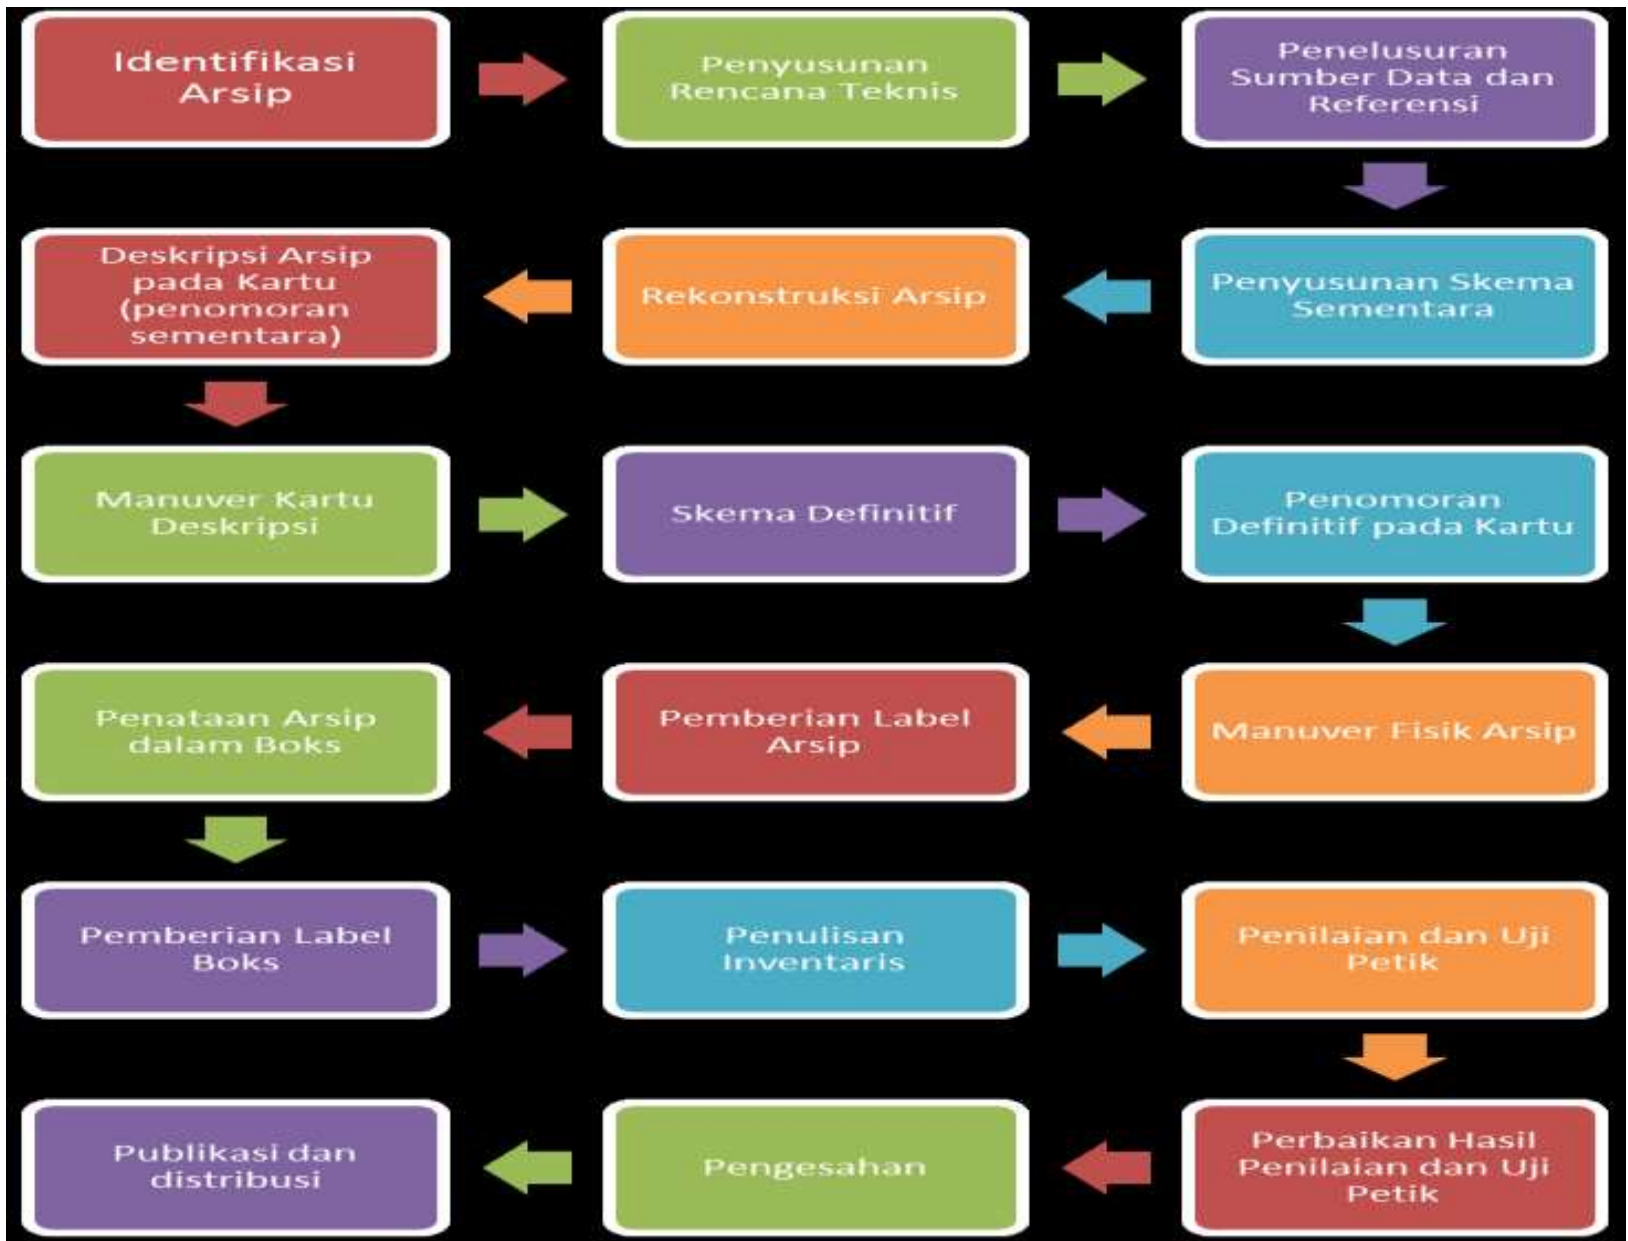 Identifikasi
Arsip
Penyusunan
Rencana Teknis
Penelusuran
Sumber Data dan
Referensi
Penyusunan Skema
Sementara
Rekonstruksi Arsip
Deskripsi Arsip
pada Kartu
(penomoran
sementara)
Manuver Kartu
Deskripsi
Skema Definitif
Penomoran
Definitif pada Kartu
Manuver Fisik Arsip
Pemberian Label
Arsip
Penataan Arsip
dalam Boks
Pemberian Label
Boks
Penulisan
Inventaris
Penilaian dan Uji
Petik
Perbaikan Hasil
Penilaian dan Uji
Petik
Pengesahan
Publikasi dan
distribusi